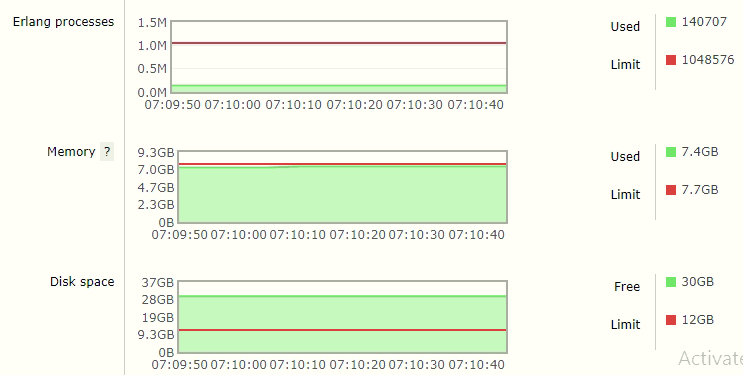 Erlang processes
1.5M
1.0M
0.5M
0.0M
07:09:50 07:10:00 07:10:10 07:10:20 07:10:30 07:10:40
Used 140707
Limit 1048576
Memory ?
9.3GB
7.0GB
4.7GB
2.3GB
0B
07:09:50 07:10:00 07:10:10 07:10:20 07:10:30 07:10:40
Used 7.4GB
Limit 7.7GB
Disk space
37GB
28GB
19GB
9.3GB
0B
07:09:50 07:10:00 07:10:10 07:10:20 07:10:30 07:10:40
Free 30GB
Limit 12GB
Activate